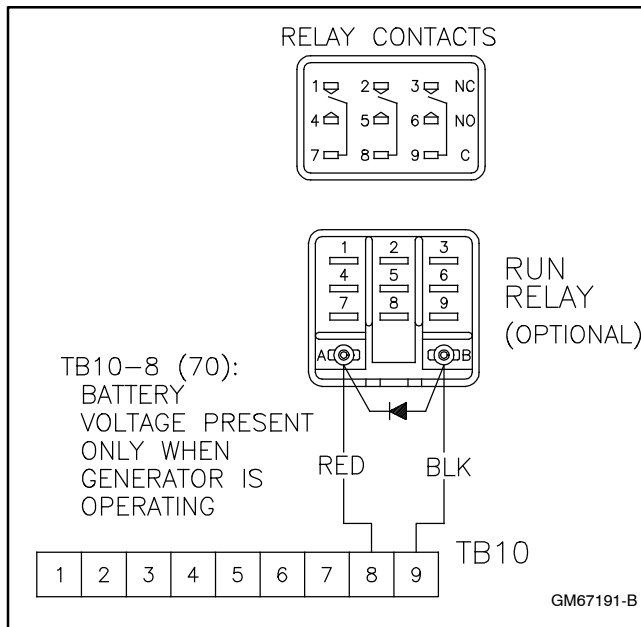 RELAY CONTACTS
1 2 3 NC
4 5 6 NO
7 8 9 C
1 2 3
4 5 6
7 8 9
A B
RUN
RELAY
(OPTIONAL)
TB10-8 (70):
BATTERY
VOLTAGE PRESENT
ONLY WHEN
GENERATOR IS
OPERATING
RED BLK
TB10
1 2 3 4 5 6 7 8 9
GM67191-B